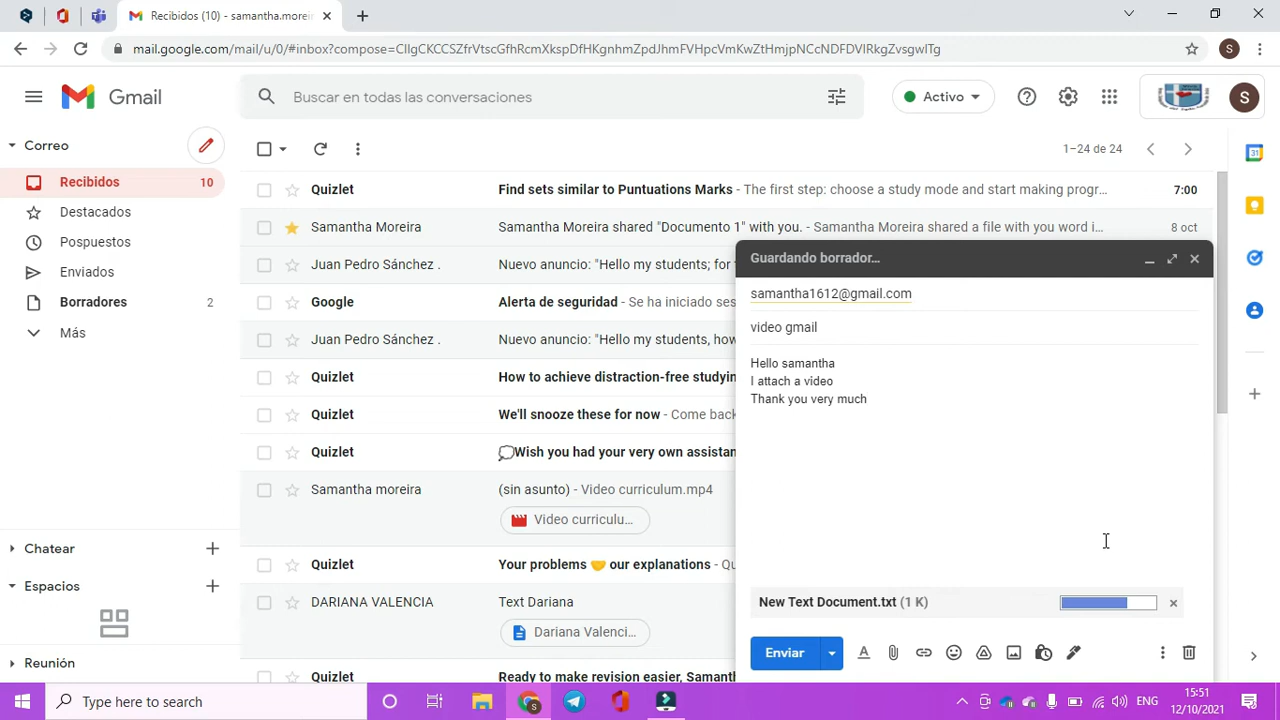 Recibidos (10) - samantha.morei
mail.google.com/mail/u/0/#inbox?compose=CllgCKCCSZfrVtscGfhRcmXkspDfHKgnhmZpdJhmFVHpcVmKwZtHmjpNCcNDFDVlRkgZvsgwlTg
S
Gmail
Buscar en todas las conversaciones
Activo
S
Correo
1–24 de 24
31
Recibidos 10
Destacados
Pospuestos
Enviados
Borradores 2
Más
Quizlet Find sets similar to Puntuations Marks - The first step: choose a study mode and start making progr... 7:00
Samantha Moreira Samantha Moreira shared "Documento 1" with you. - Samantha Moreira shared a file with you word i... 8 oct
Juan Pedro Sánchez . Nuevo anuncio: "Hello my students; for
Google Alerta de seguridad - Se ha iniciado ses
Juan Pedro Sánchez . Nuevo anuncio: "Hello my students, how
Quizlet How to achieve distraction-free studyin
Quizlet We'll snooze these for now - Come back
Quizlet Wish you had your very own assistan
Samantha moreira (sin asunto) - Video curriculum.mp4
Video curriculu...
Quizlet Your problems 🤝 our explanations - Qu
DARIANA VALENCIA Text Dariana
Dariana Valenci...
Quizlet Ready to make revision easier, Samant
Guardando borrador...
samantha1612@gmail.com
video gmail
Hello samantha
I attach a video
Thank you very much
New Text Document.txt (1 K)
Enviar
Chatear
Espacios
Reunión
Type here to search
S
ENG
15:51
12/10/2021